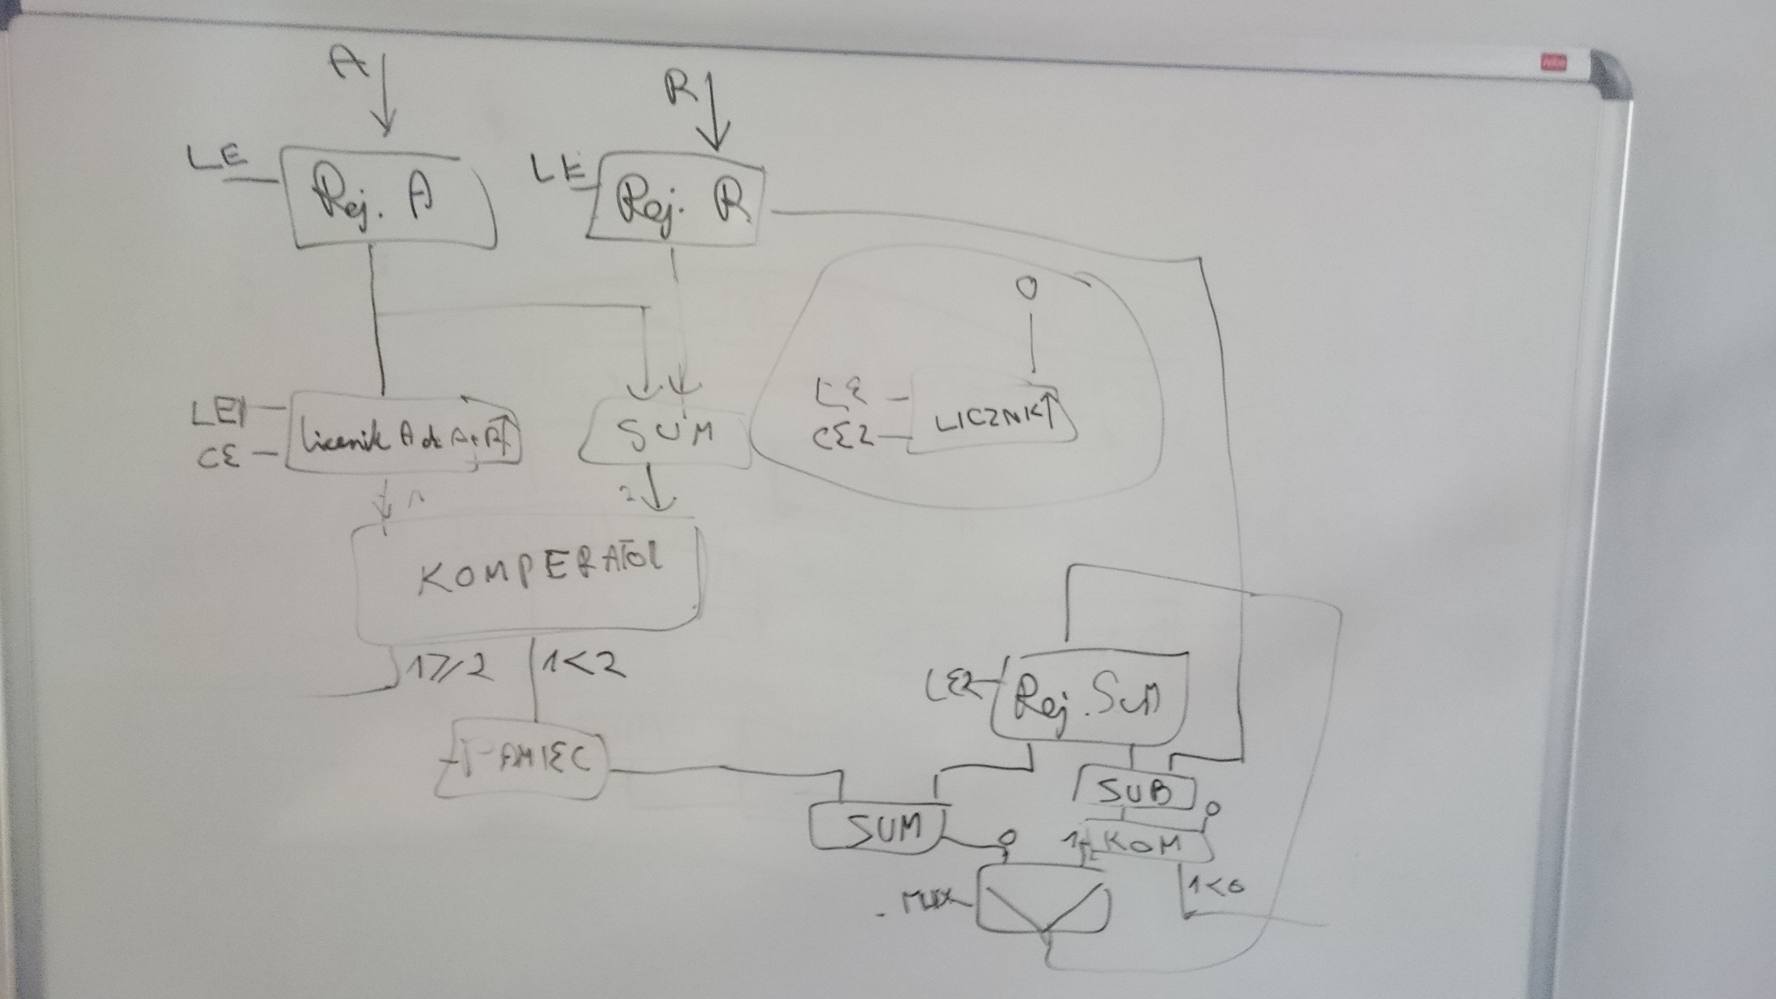 A
R
LE
Rej. A
LE
Rej. R
0
LE1
CE
Licznik A do A+R
SUM
LE
CE2
LICZNIK
1
2
KOMPERATOR
1≥2
1<2
LE2
Rej. SUM
PAMIEC
SUB
0
SUM
0
1
KOM
MUX
1<0